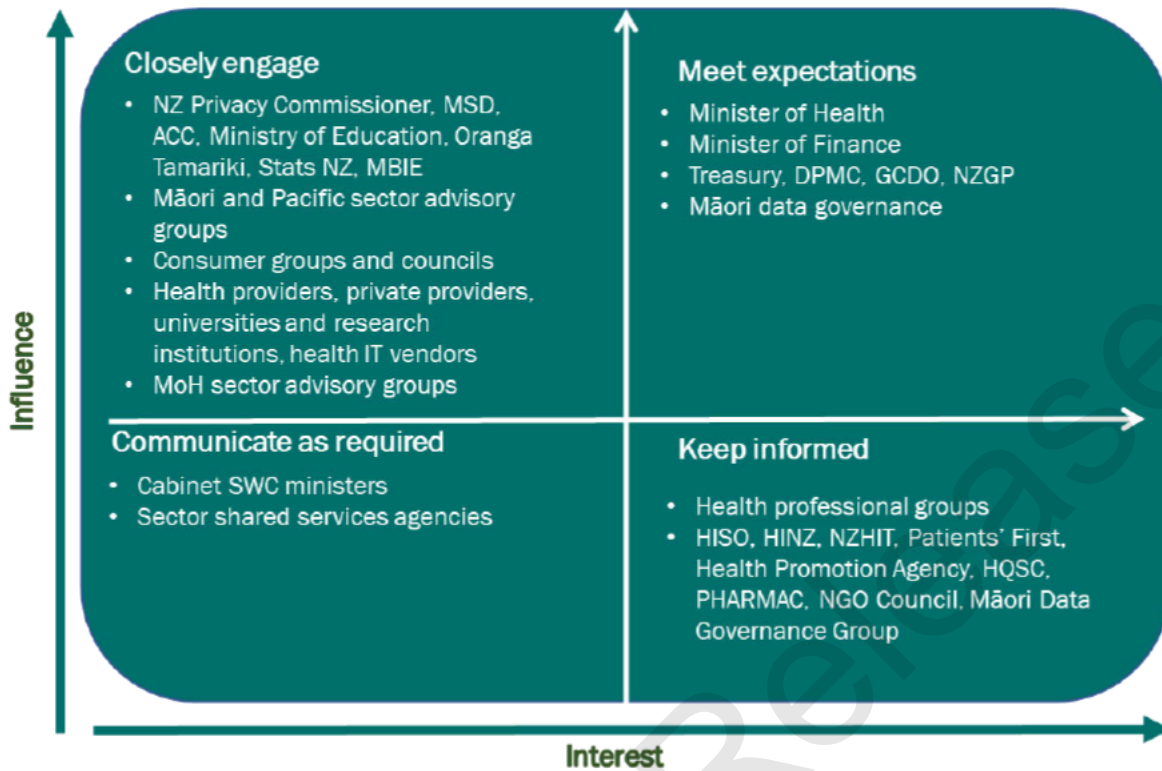 Closely engage
• NZ Privacy Commissioner, MSD,
ACC, Ministry of Education, Oranga
Tamariki, Stats NZ, MBIE
• Māori and Pacific sector advisory
groups
• Consumer groups and councils
• Health providers, private providers,
universities and research
institutions, health IT vendors
• MoH sector advisory groups
Meet expectations
• Minister of Health
• Minister of Finance
• Treasury, DPMC, GCDO, NZGP
• Māori data governance
Influence
Communicate as required
• Cabinet SWC ministers
• Sector shared services agencies
Keep informed
• Health professional groups
• HISO, HINZ, NZHIT, Patients' First,
Health Promotion Agency, HQSC,
PHARMAC, NGO Council, Māori Data
Governance Group
Interest
Release